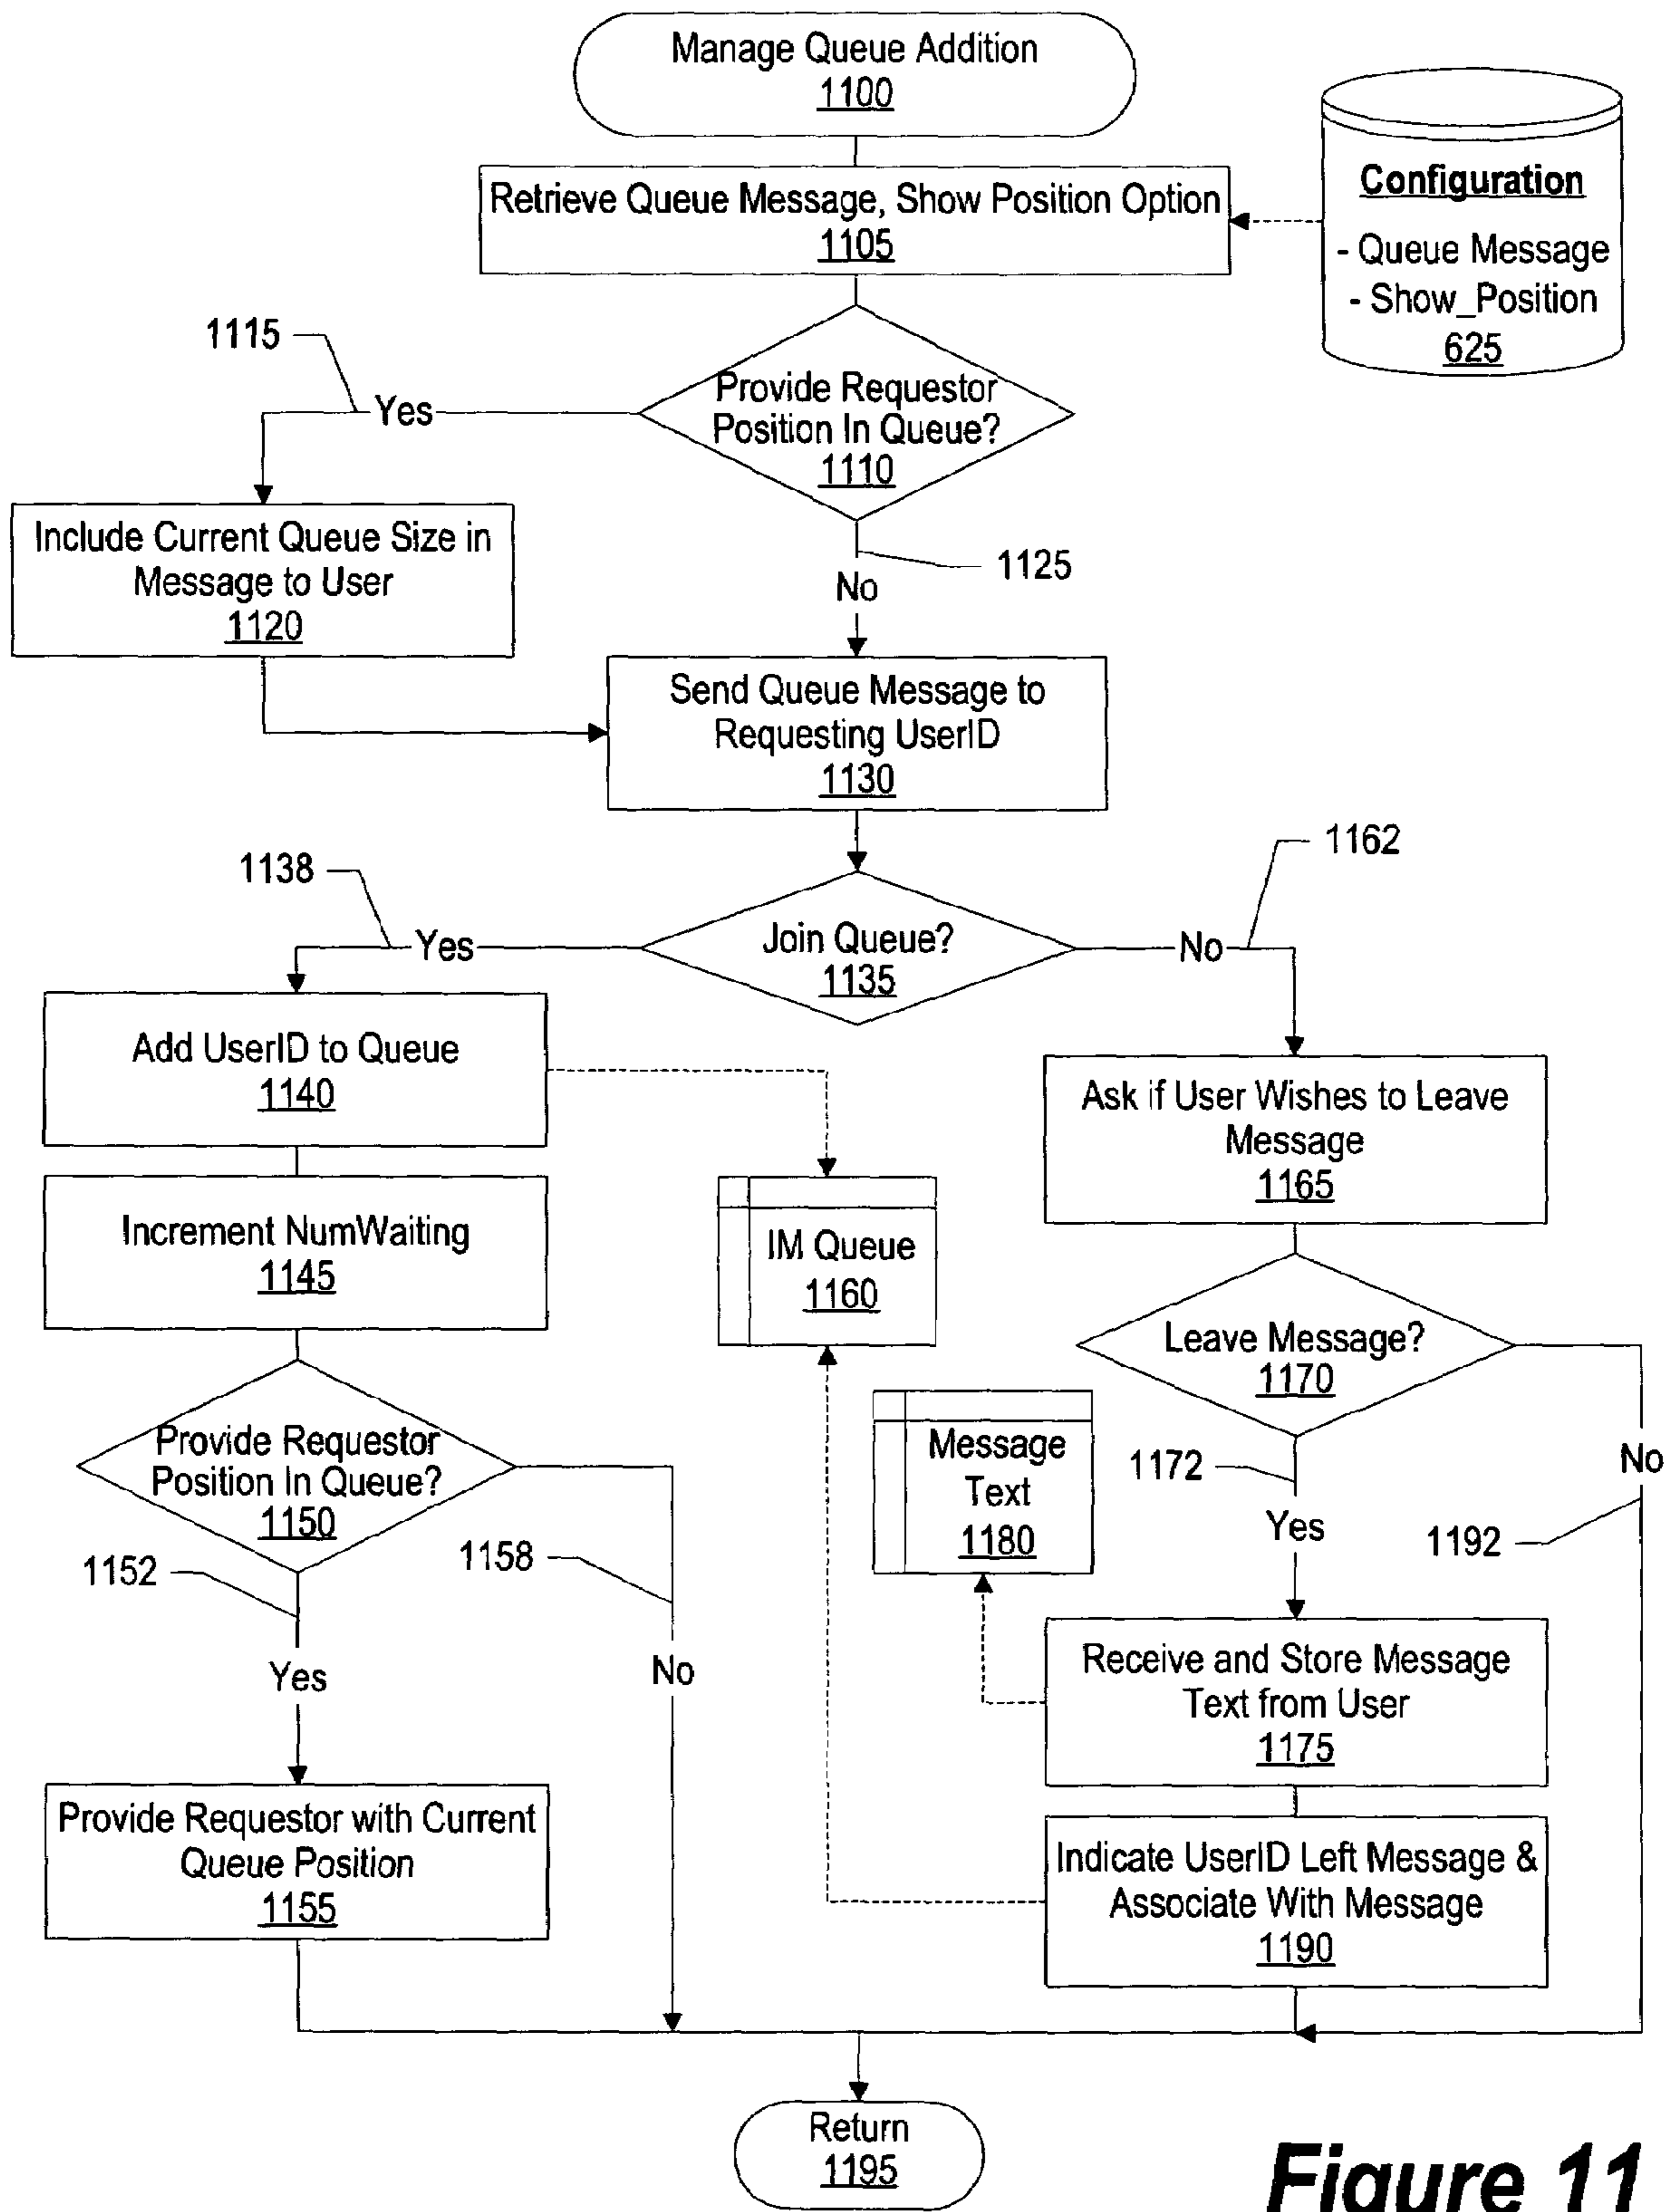 Manage Queue Addition
1100
Retrieve Queue Message, Show Position Option
1105
Configuration
- Queue Message
- Show_Position
625
1115
Yes
Provide Requestor
Position In Queue?
1110
Include Current Queue Size in
Message to User
1120
1125
No
Send Queue Message to
Requesting UserID
1130
1138
Yes
Join Queue?
1135
No
1162
Add UserID to Queue
1140
Ask if User Wishes to Leave
Message
1165
Increment NumWaiting
1145
IM Queue
1160
Leave Message?
1170
Provide Requestor
Position In Queue?
1150
Message
Text
1180
1172
Yes
No
1192
1152
Yes
1158
No
Receive and Store Message
Text from User
1175
Provide Requestor with Current
Queue Position
1155
Indicate UserID Left Message &
Associate With Message
1190
Return
1195
Figure 11